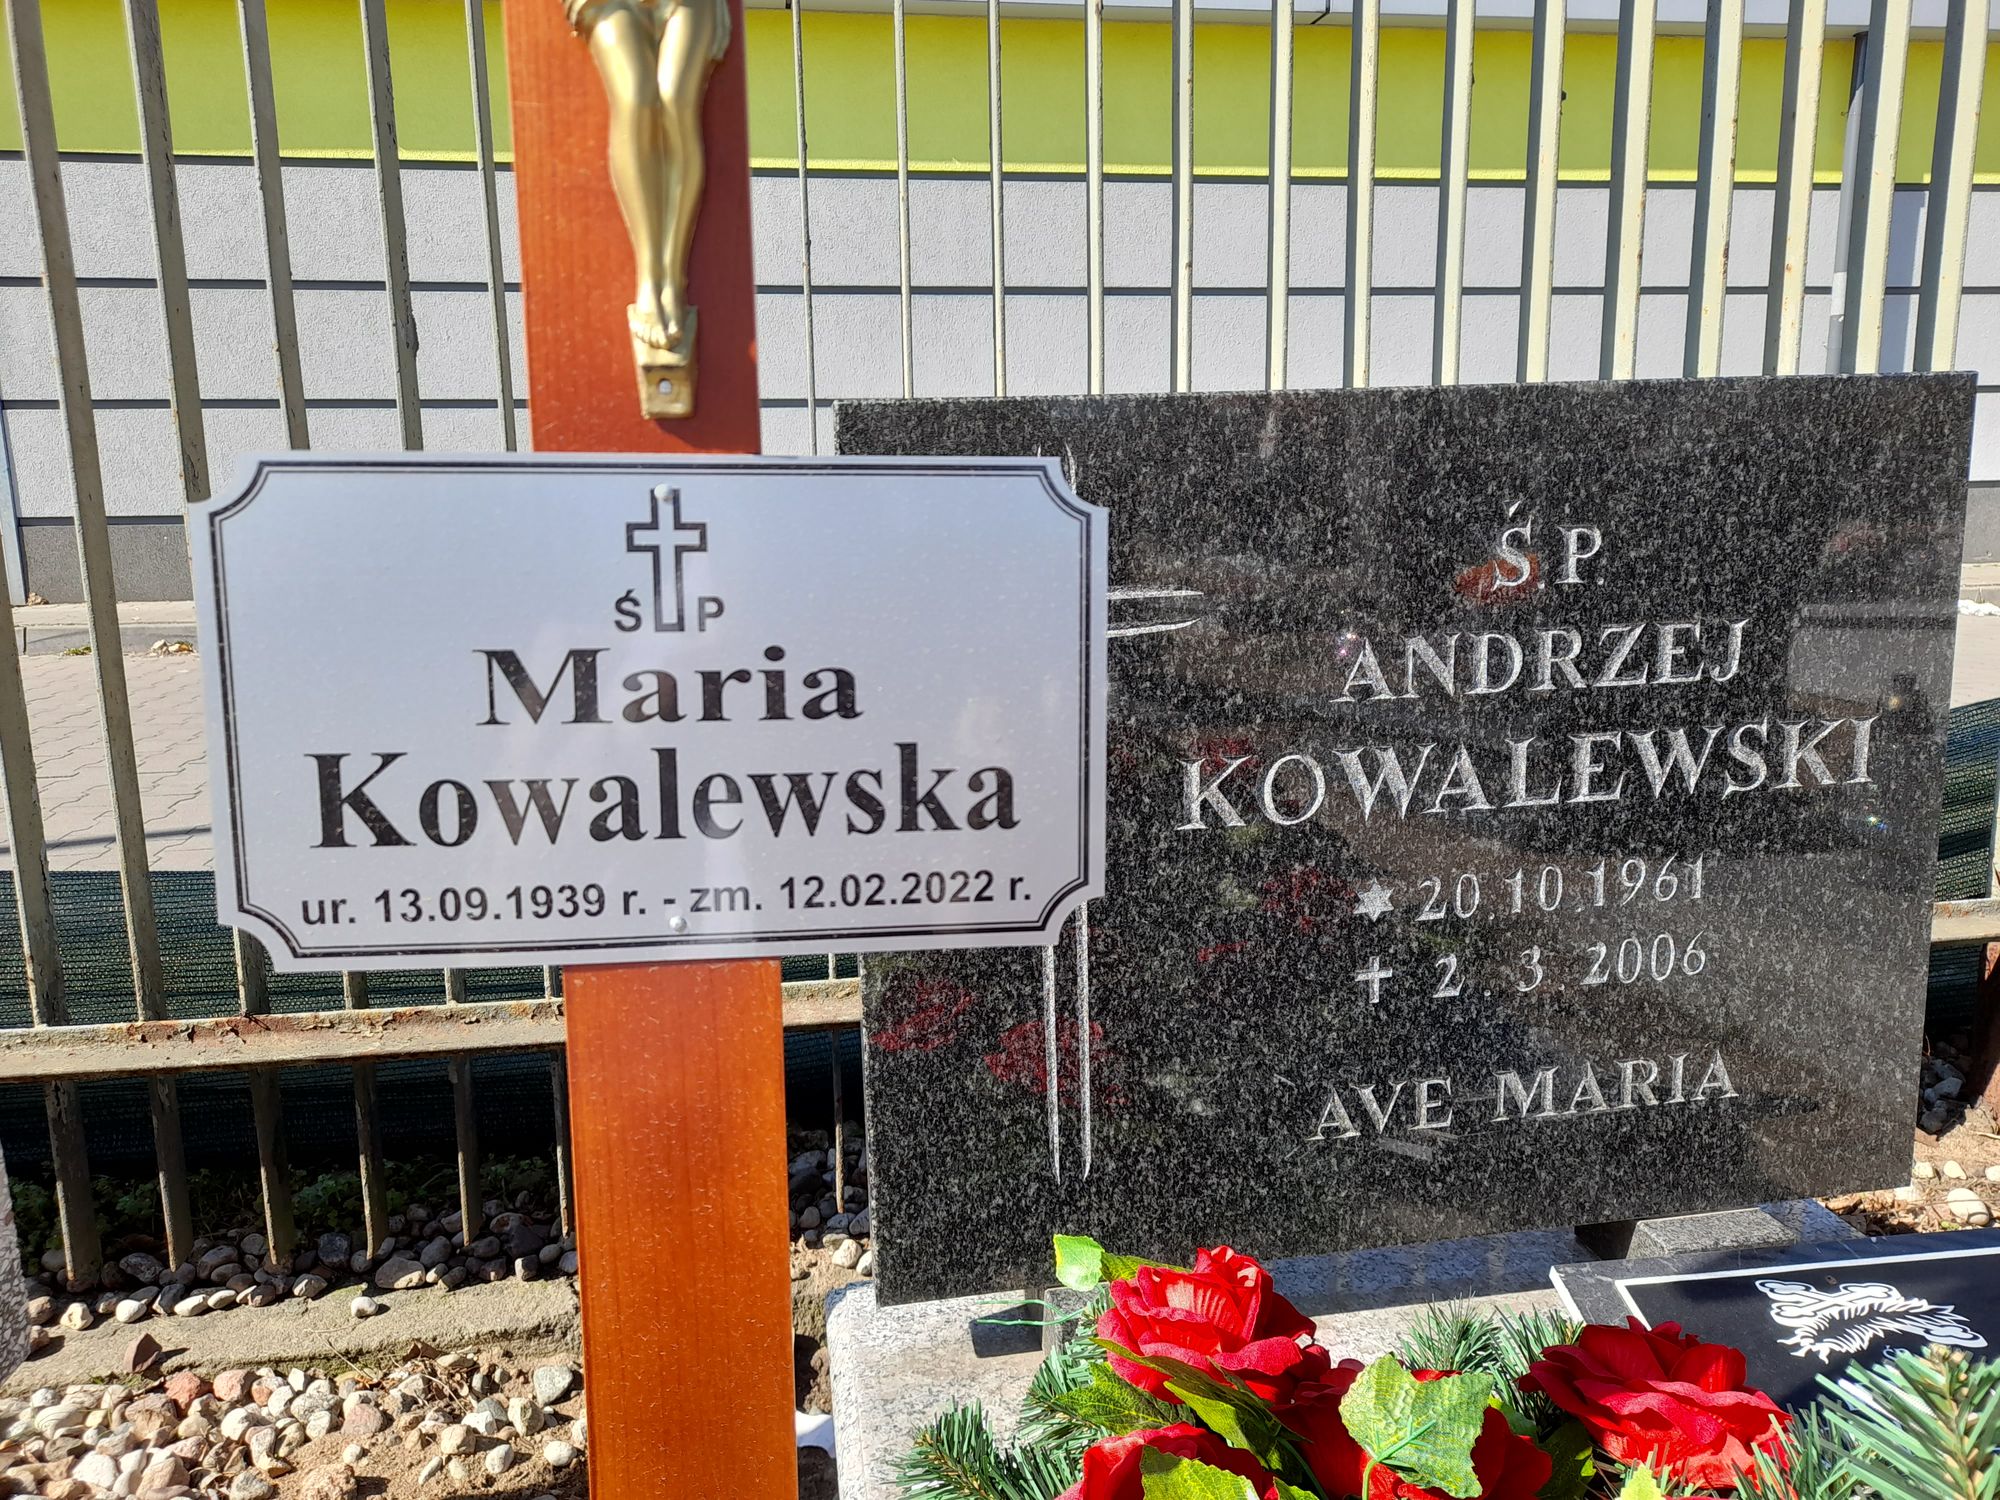 Ś P
Maria
Kowalewska
ur. 13.09.1939 r. - zm. 12.02.2022 r.
Ś. P.
ANDRZEJ
KOWALEWSKI
20.10.1961
2.3.2006
AVE MARIA